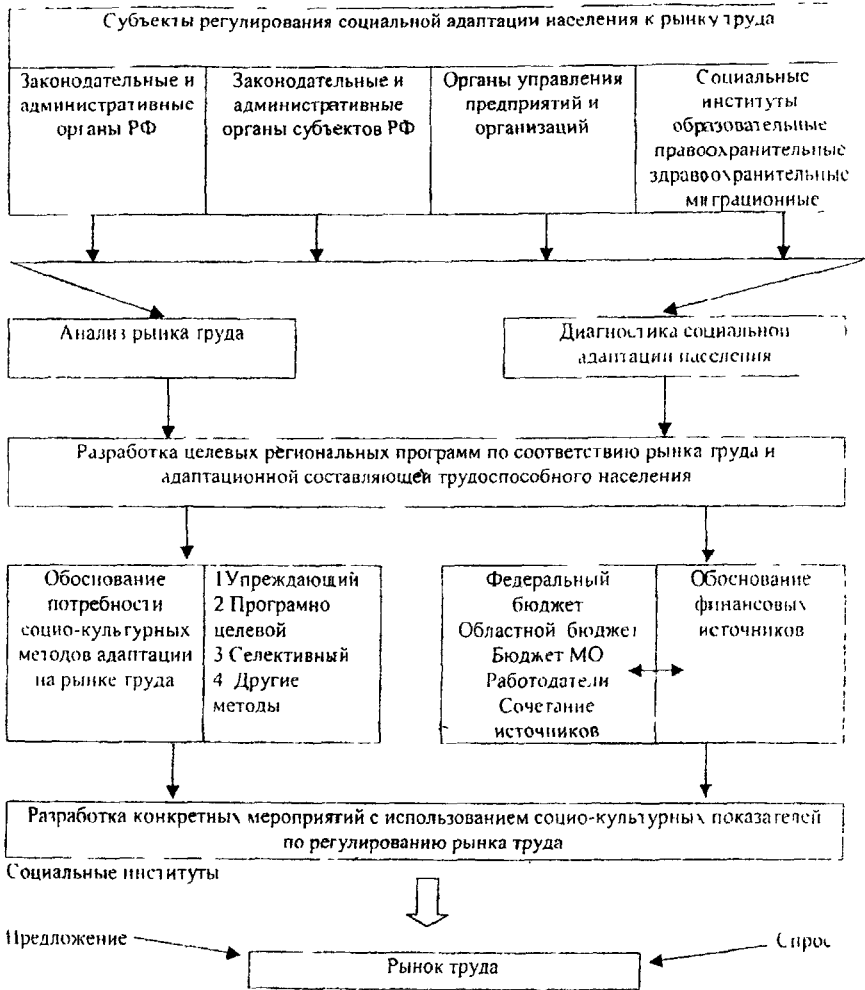 Субъекты регулирования социальной адаптации населения к рынку труда
Законодательные и
административные
органы РФ
Законодательные и
административные
органы субъектов РФ
Органы управления
предприятий и
организаций
Социальные
институты
образовательные
правоохранительные
здравоохранительные
миграционные
Анализ рынка труда
Диагностика социальной
адаптации населения
Разработка целевых региональных программ по соответствию рынка труда и
адаптационной составляющей трудоспособного населения
Обоснование
потребности
социо-культурных
методов адаптации
на рынке труда
1 Упреждающий
2 Програмно
целевой
3 Селективный
4 Другие
методы
Федеральный
бюджет
Областной бюджет
Бюджет МО
Работодатели
Сочетание
источников
Обоснование
финансовых
источников
Разработка конкретных мероприятий с использованием социо-культурных показателей
по регулированию рынка труда
Социальные институты
Предложение
Спрос
Рынок труда